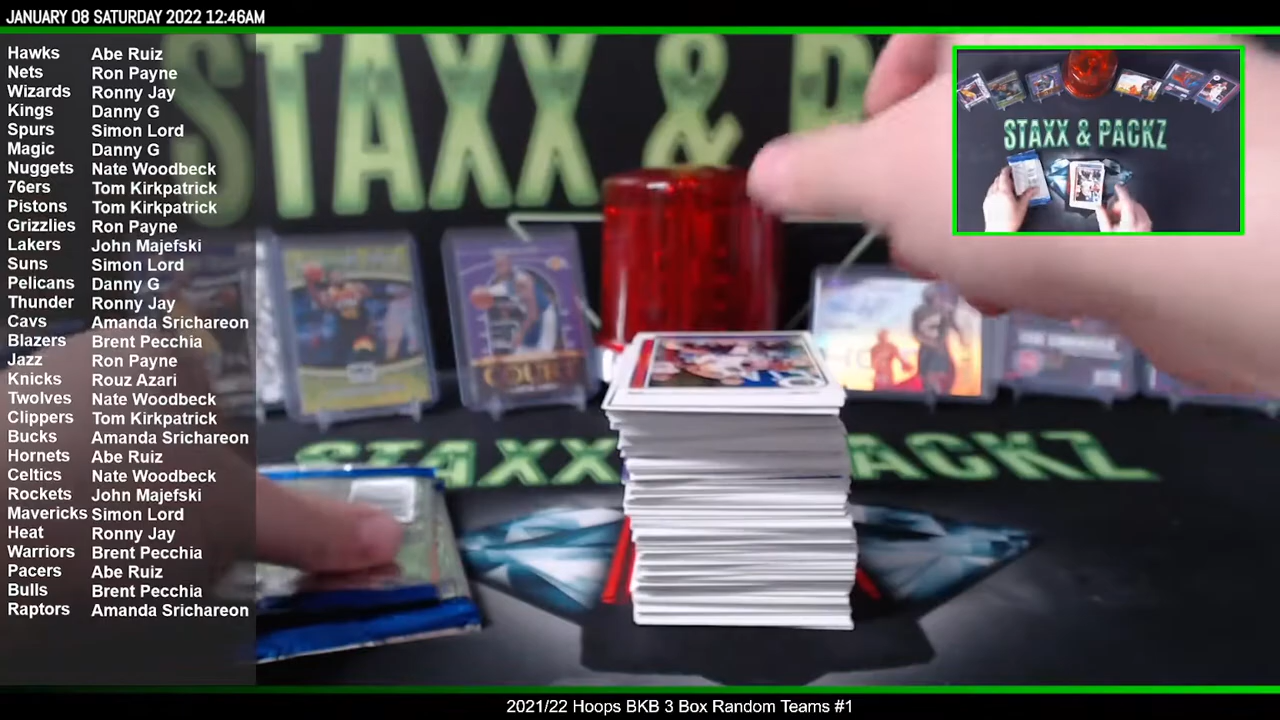 JANUARY 08 SATURDAY 2022 12:46AM
Hawks Abe Ruiz
Nets Ron Payne
Wizards Ronny Jay
Kings Danny G
Spurs Simon Lord
Magic Danny G
Nuggets Nate Woodbeck
76ers Tom Kirkpatrick
Pistons Tom Kirkpatrick
Grizzlies Ron Payne
Lakers John Majefski
Suns Simon Lord
Pelicans Danny G
Thunder Ronny Jay
Cavs Amanda Srichareon
Blazers Brent Pecchia
Jazz Ron Payne
Knicks Rouz Azari
Twolves Nate Woodbeck
Clippers Tom Kirkpatrick
Bucks Amanda Srichareon
Hornets Abe Ruiz
Celtics Nate Woodbeck
Rockets John Majefski
Mavericks Simon Lord
Heat Ronny Jay
Warriors Brent Pecchia
Pacers Abe Ruiz
Bulls Brent Pecchia
Raptors Amanda Srichareon
STAXX & P
STAXX PACKZ
STAXX & PACKZ
2021/22 Hoops BKB 3 Box Random Teams #1